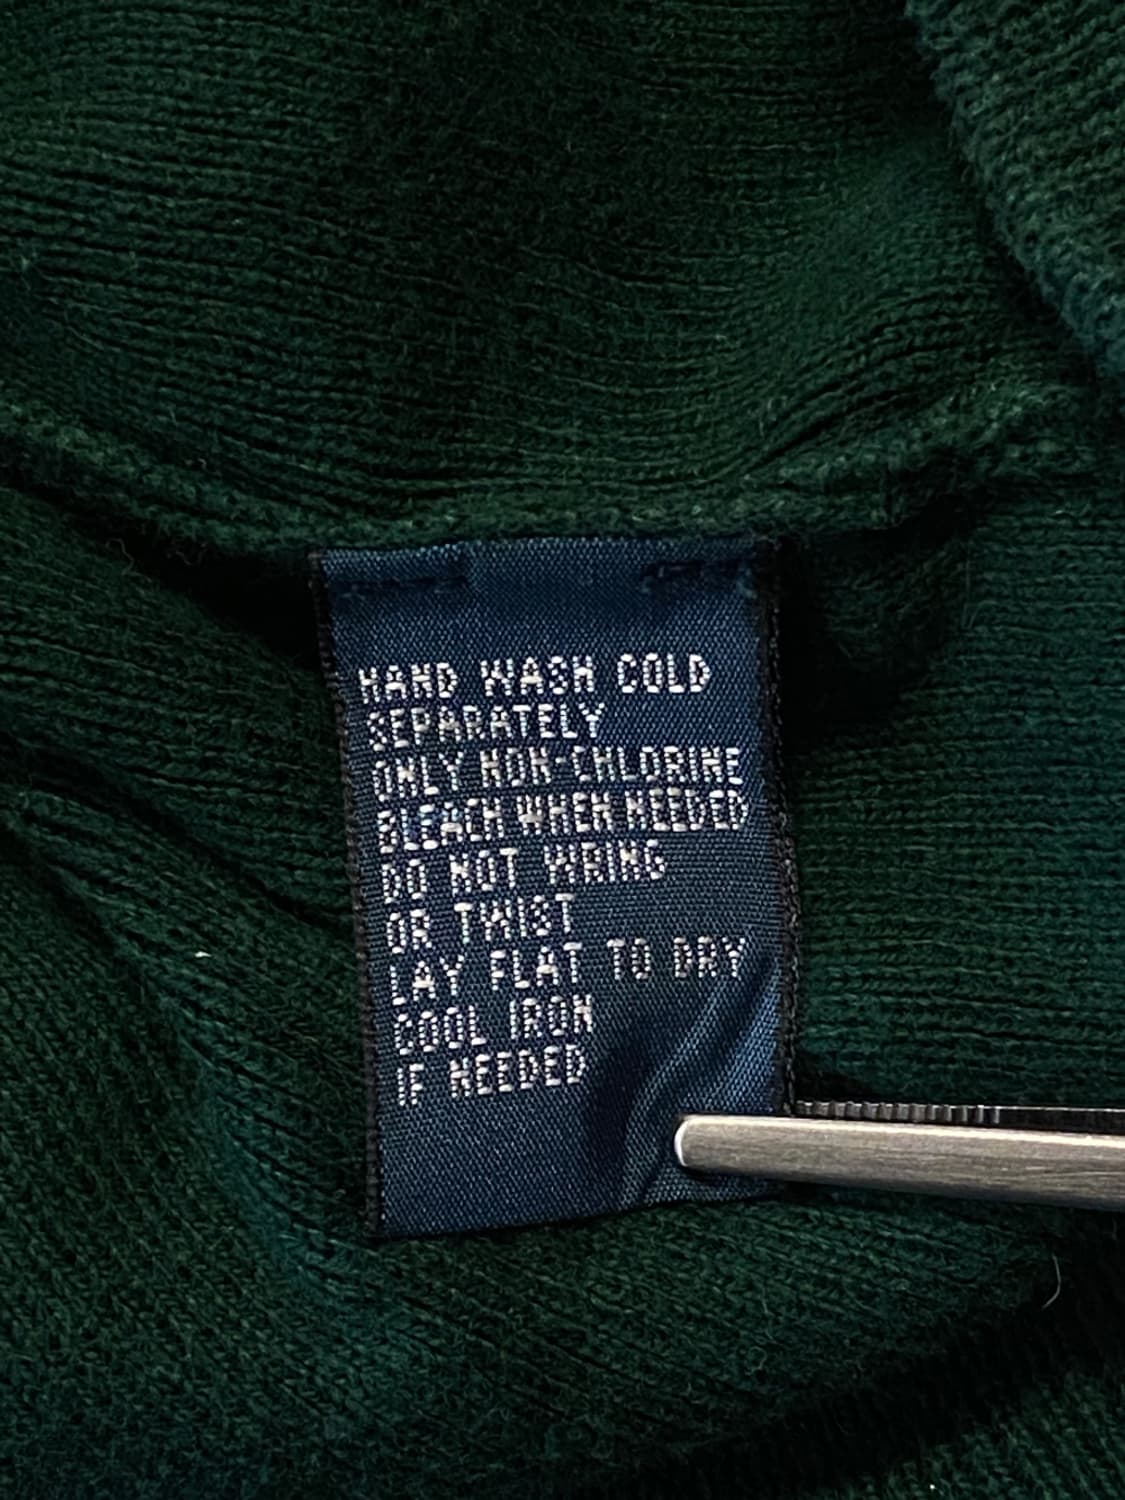 HAND WASH COLD
SEPARATELY
ONLY NON-CHLORINE
BLEACH WHEN NEEDED
DO NOT WRING
OR TWIST
LAY FLAT TO DRY
COOL IRON
IF NEEDED